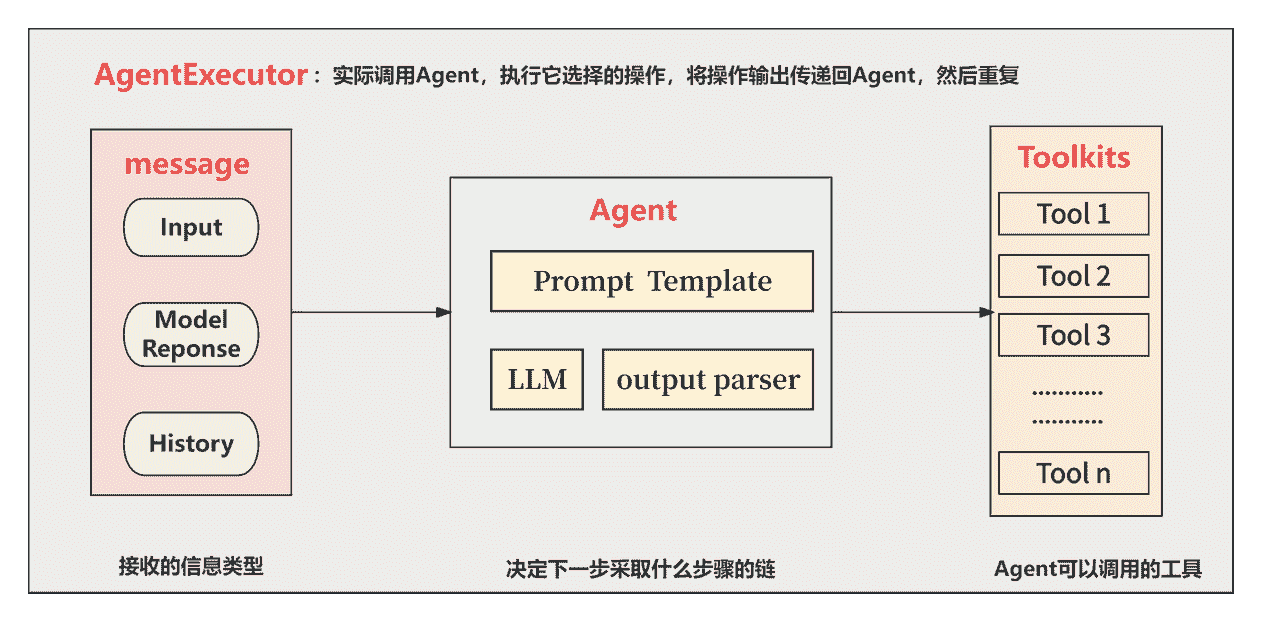 AgentExecutor：实际调用Agent，执行它选择的操作，将操作输出传递回Agent，然后重复
message
Input
Model
Reponse
History
接收的信息类型
Agent
Prompt Template
LLM
output parser
决定下一步采取什么步骤的链
Toolkits
Tool 1
Tool 2
Tool 3
...........
...........
Tool n
Agent可以调用的工具